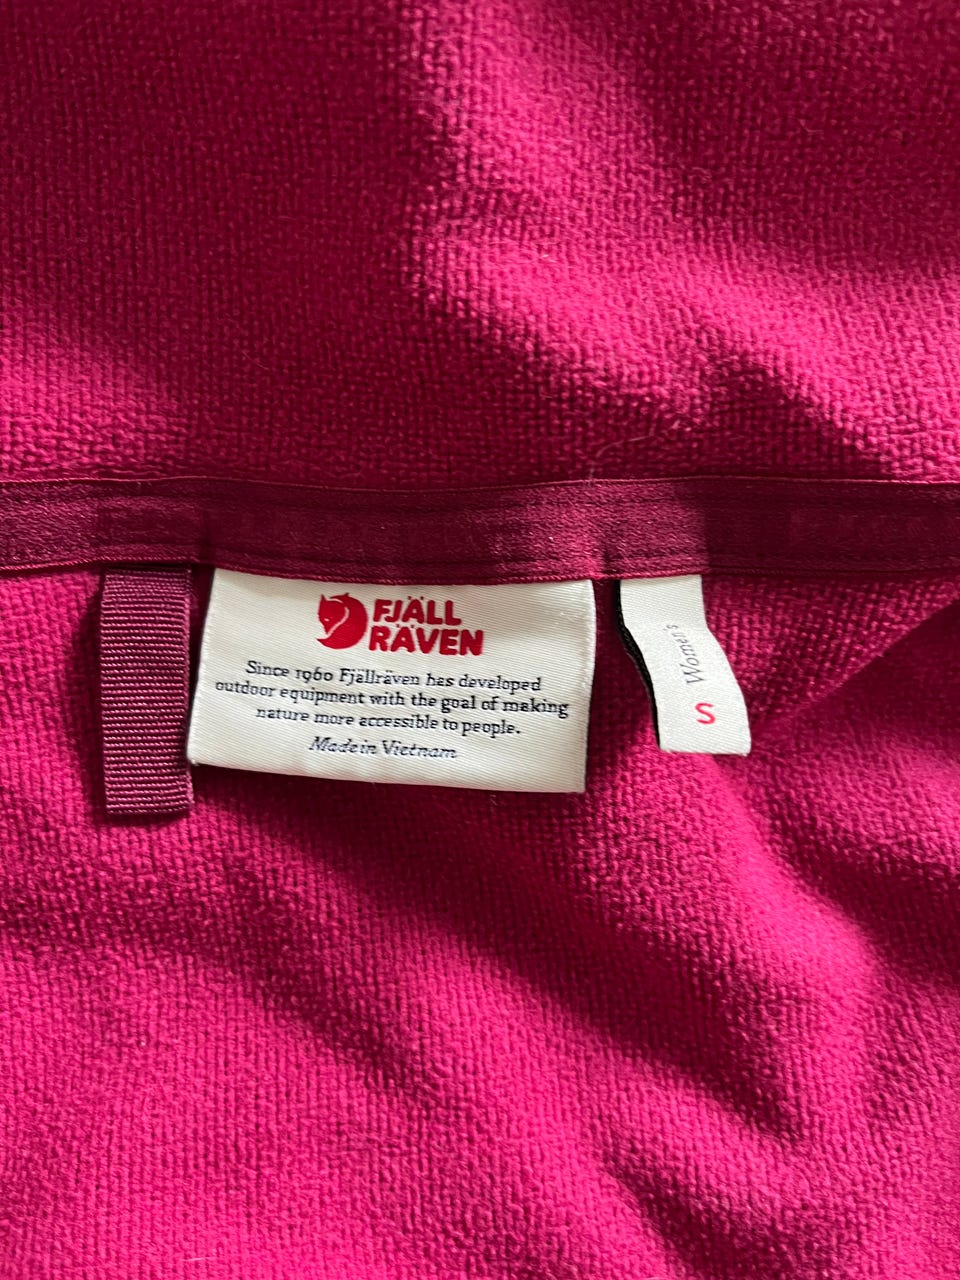 FJÄLL
RÄVEN
Since 1960 Fjällräven has developed
outdoor equipment with the goal of making
nature more accessible to people.
Made in Vietnam
Women's
S